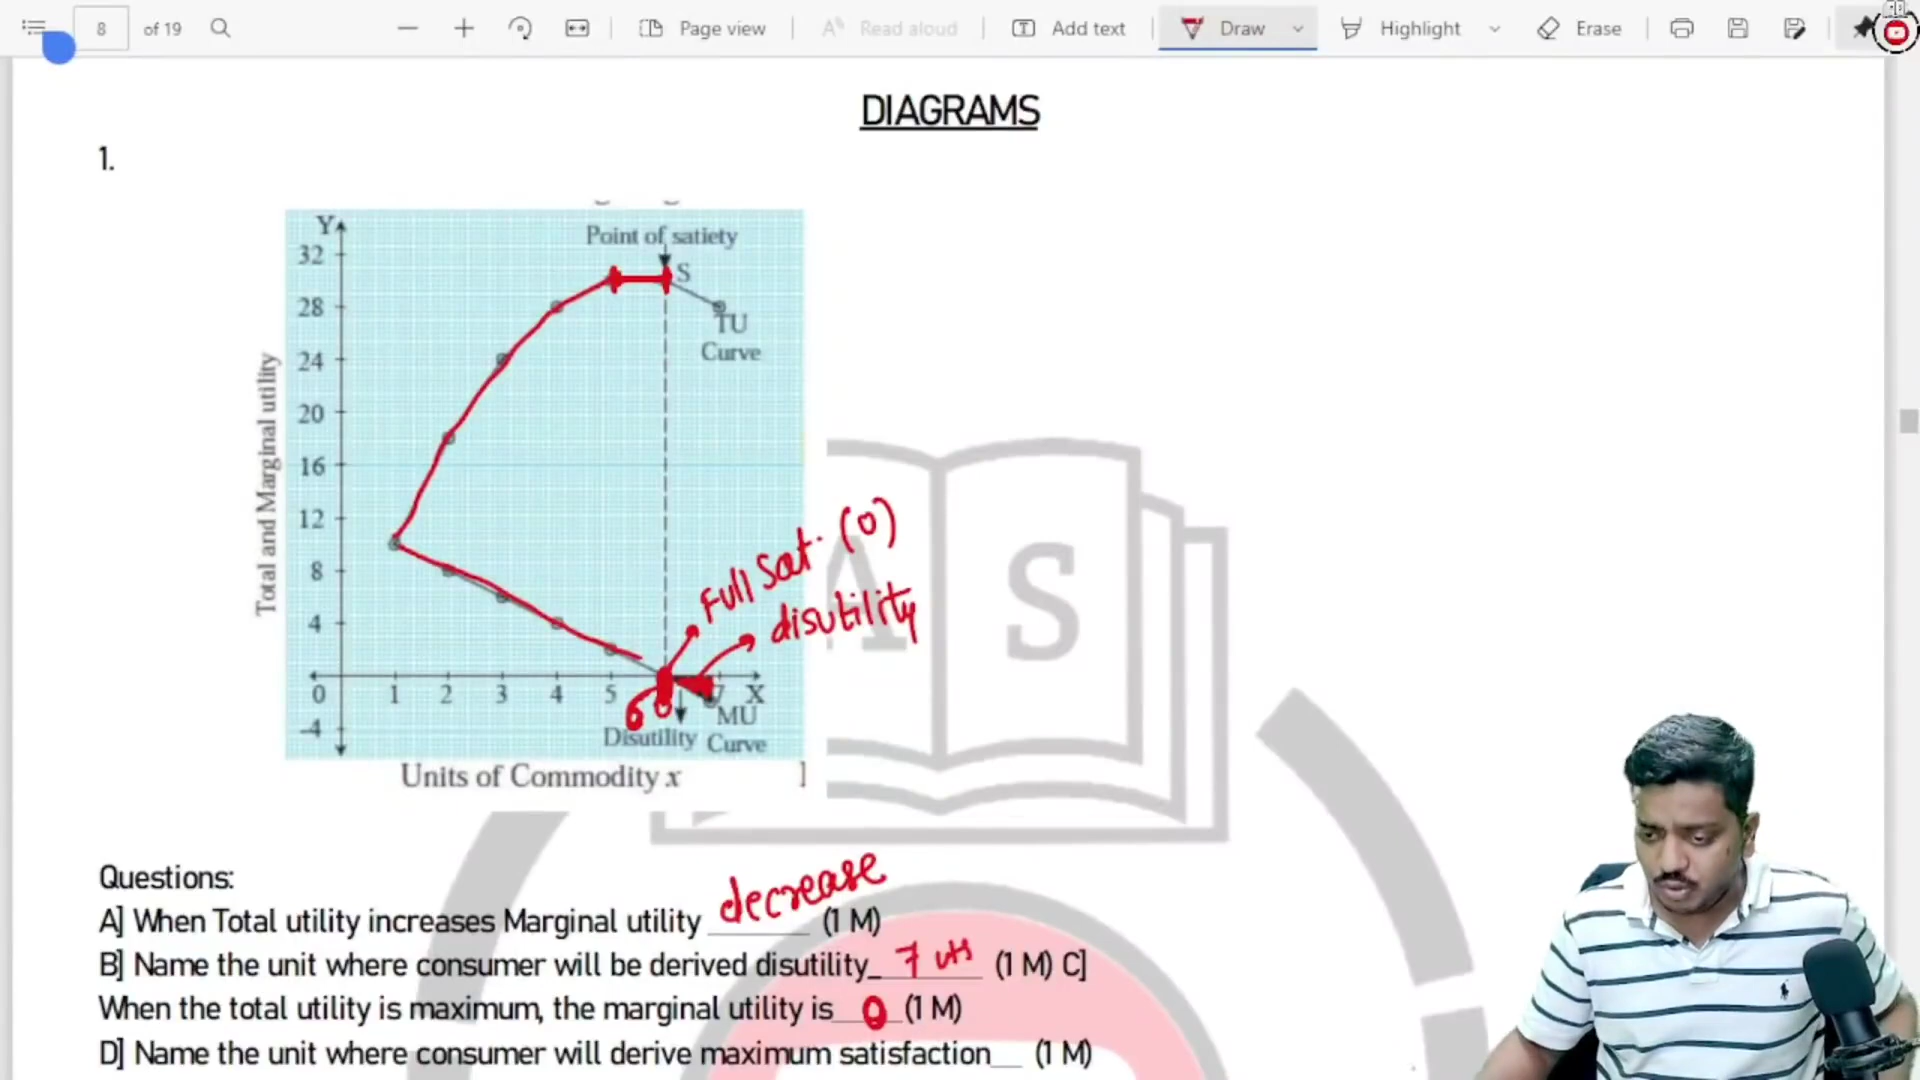 8 of 19 Page view Read aloud Add text Draw Highlight Erase
DIAGRAMS
1.
Y
Point of satiety
32
S
28
TU
Curve
24
20
16
12
8
4
0 1 2 3 4 5 7 X
-4
MU
Curve
Disutility
Total and Marginal utility
Units of Commodity x
Full Sat. (0)
disutility
6 0
A S
Questions:
A] When Total utility increases Marginal utility decrease (1 M)
B] Name the unit where consumer will be derived disutility_ 7 uts (1 M) C]
When the total utility is maximum, the marginal utility is__0_(1 M)
D] Name the unit where consumer will derive maximum satisfaction__ (1 M)